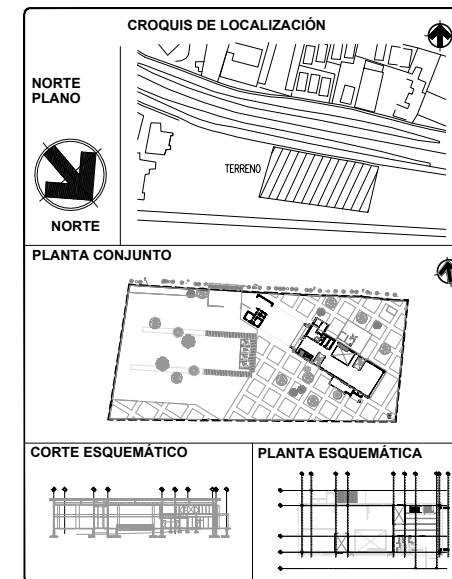 CROQUIS DE LOCALIZACIÓN
NORTE
PLANO
NORTE
TERRENO
PLANTA CONJUNTO
CORTE ESQUEMÁTICO
PLANTA ESQUEMÁTICA